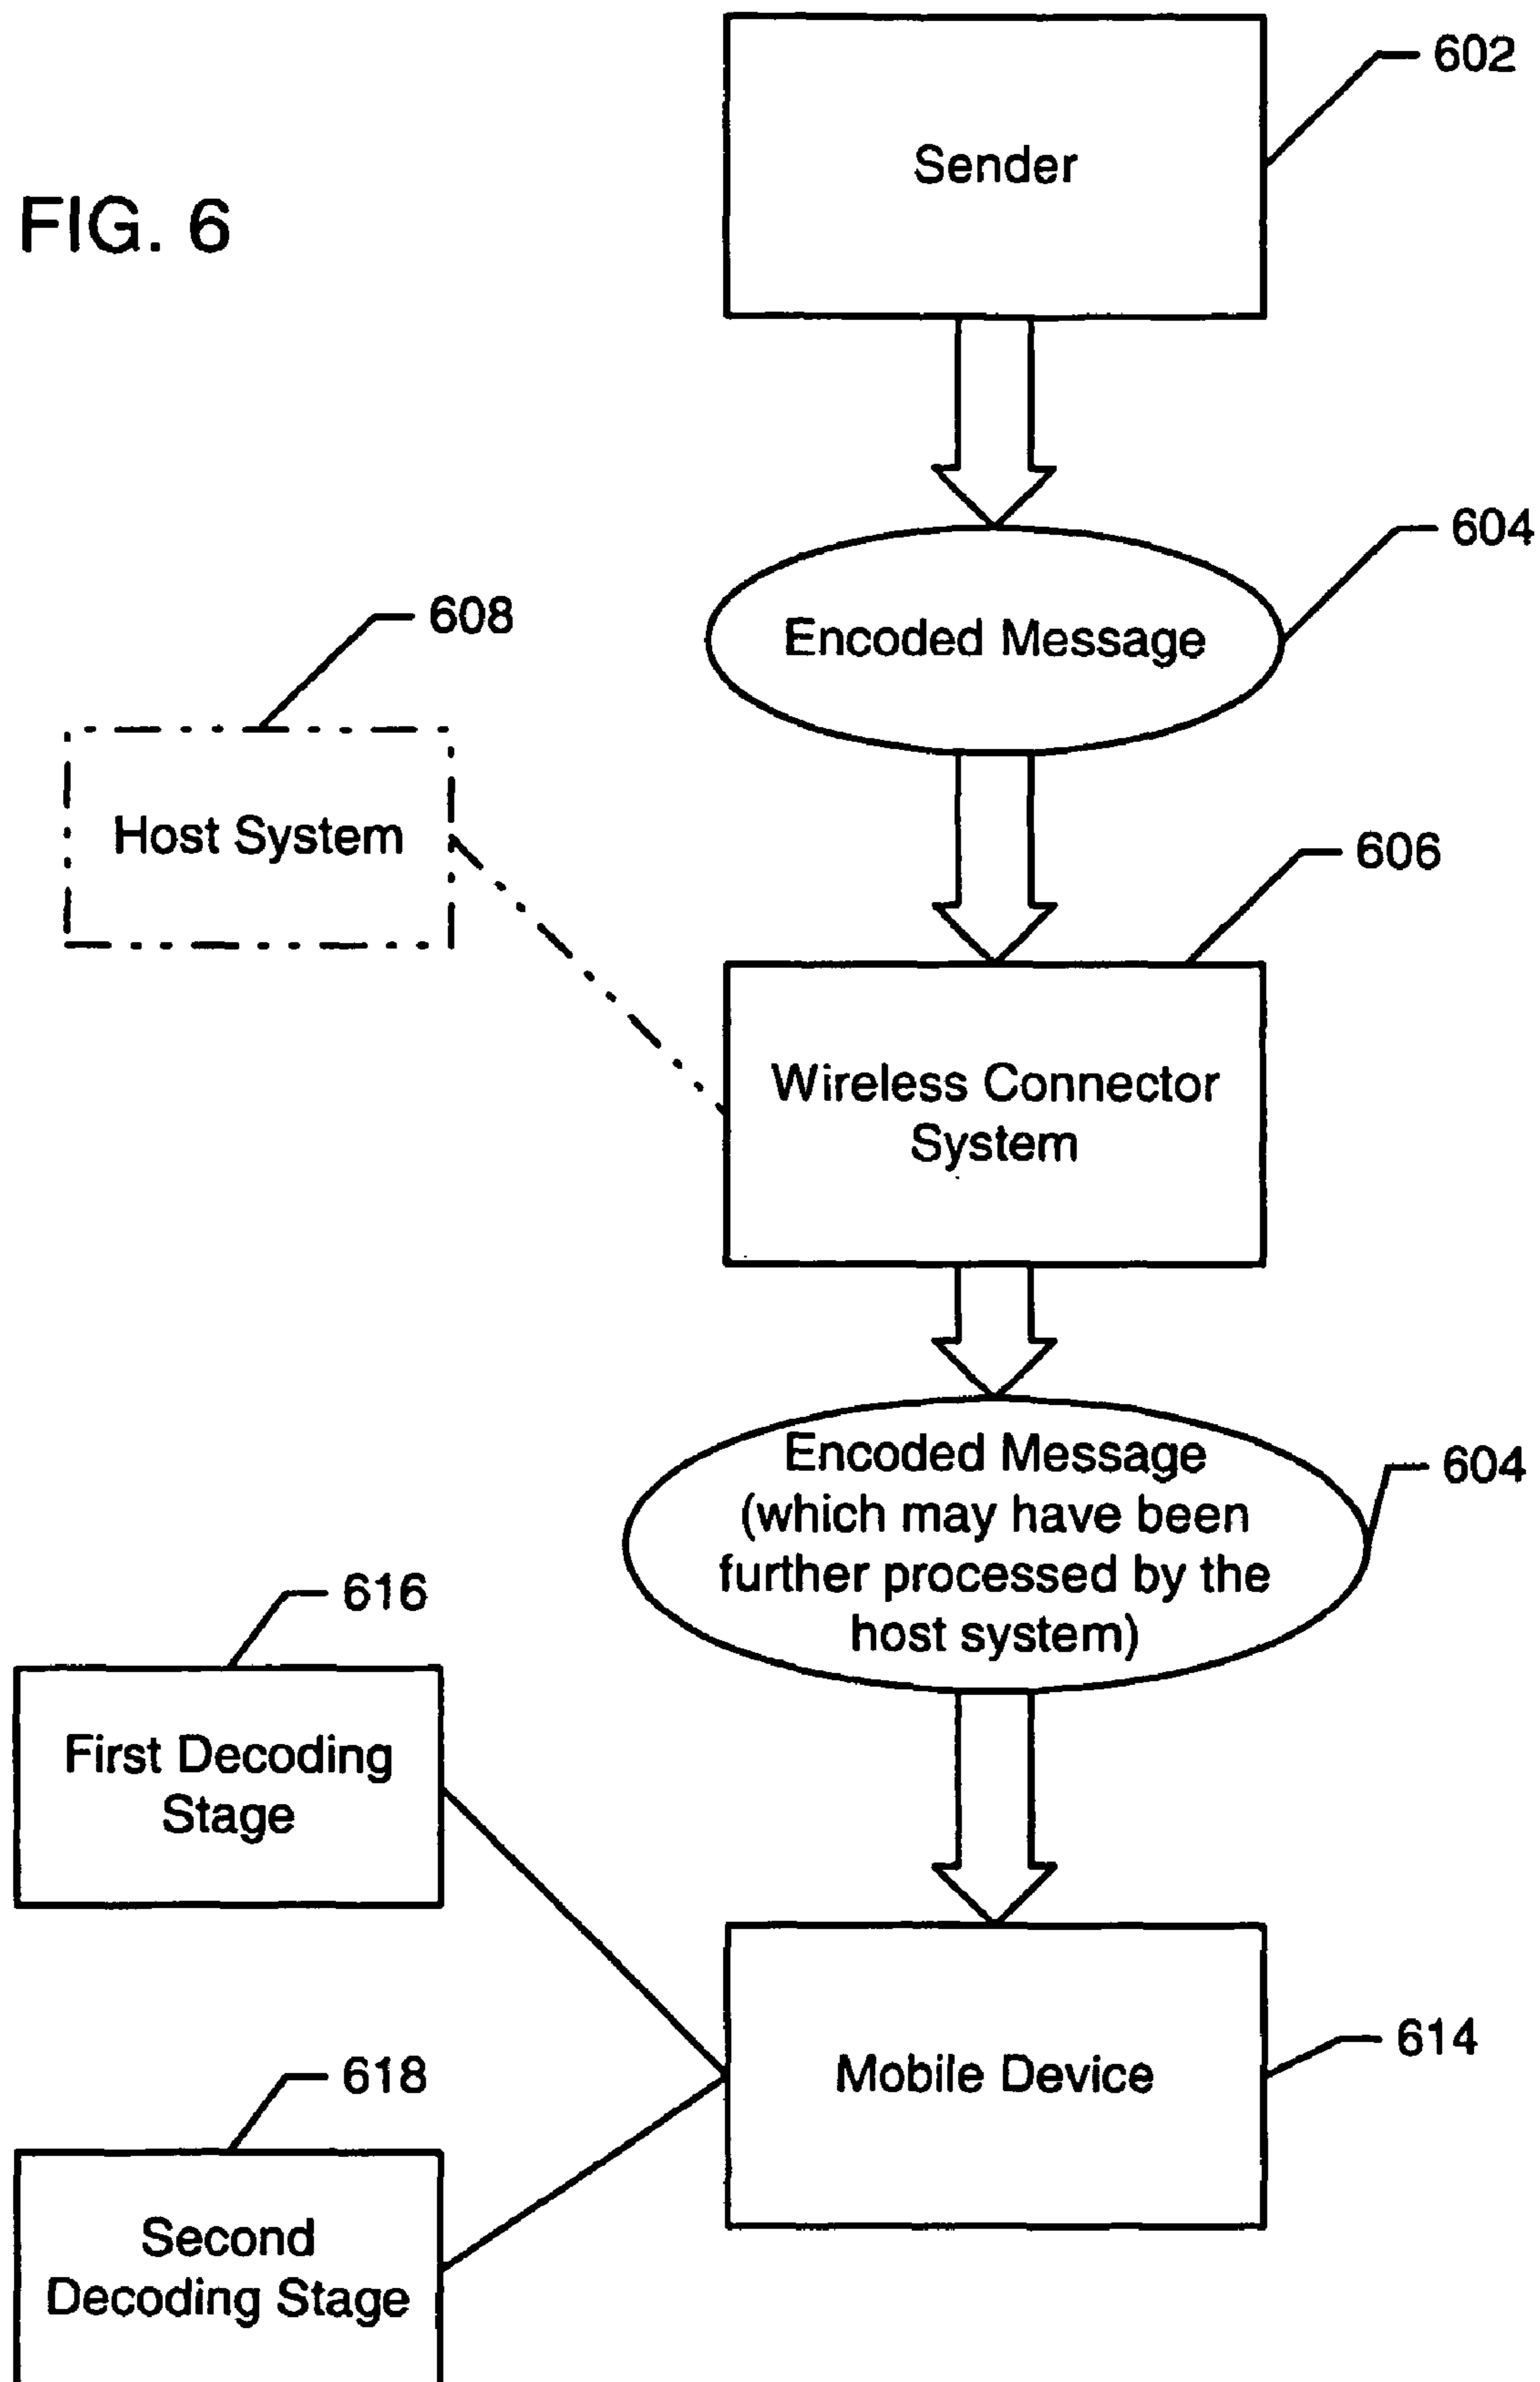 602
Sender
FIG. 6
604
Encoded Message
608
Host System
606
Wireless Connector
System
Encoded Message
(which may have been
further processed by the
host system)
604
616
First Decoding
Stage
614
Mobile Device
618
Second
Decoding Stage